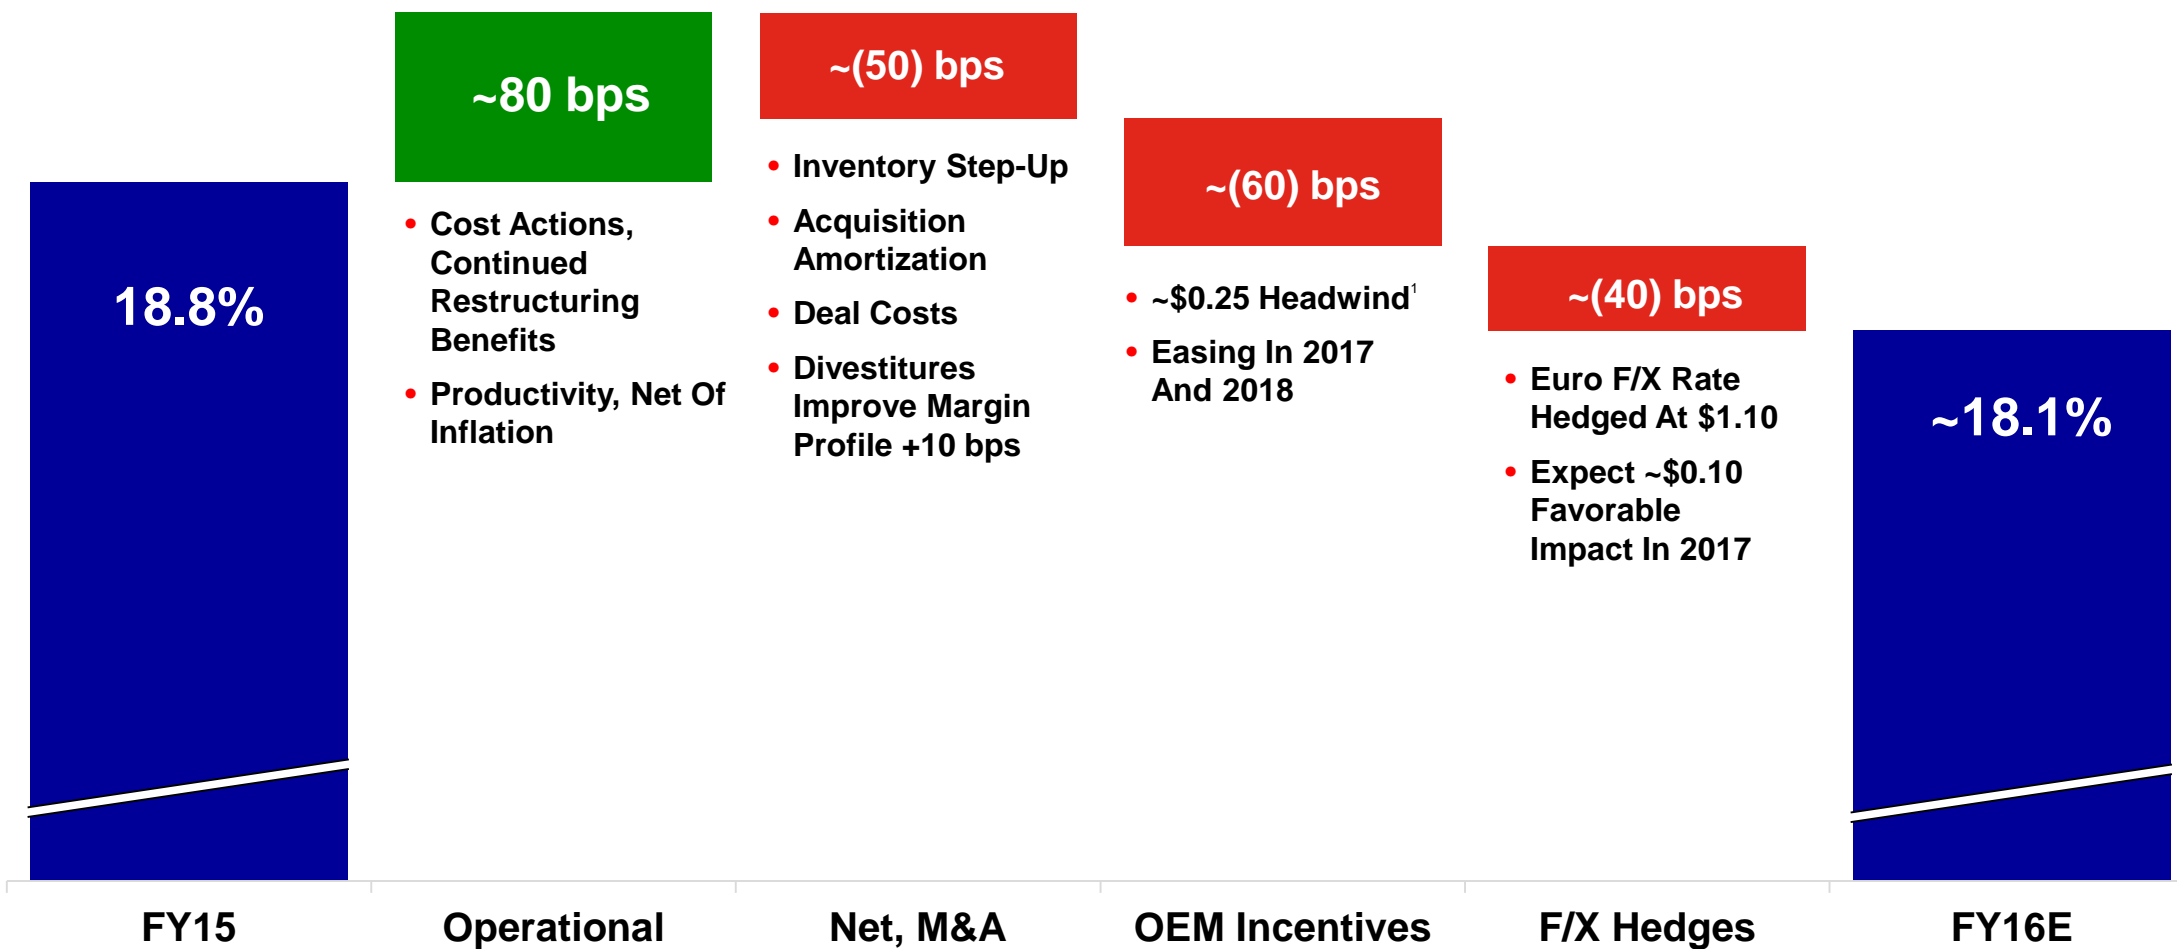 18.8%
~80 bps
• Cost Actions,
Continued
Restructuring
Benefits
• Productivity, Net Of
Inflation
~(50) bps
• Inventory Step-Up
• Acquisition
Amortization
• Deal Costs
• Divestitures
Improve Margin
Profile +10 bps
~(60) bps
• ~$0.25 Headwind¹
• Easing In 2017
And 2018
~(40) bps
• Euro F/X Rate
Hedged At $1.10
• Expect ~$0.10
Favorable
Impact In 2017
~18.1%
FY15
Operational
Net, M&A
OEM Incentives
F/X Hedges
FY16E